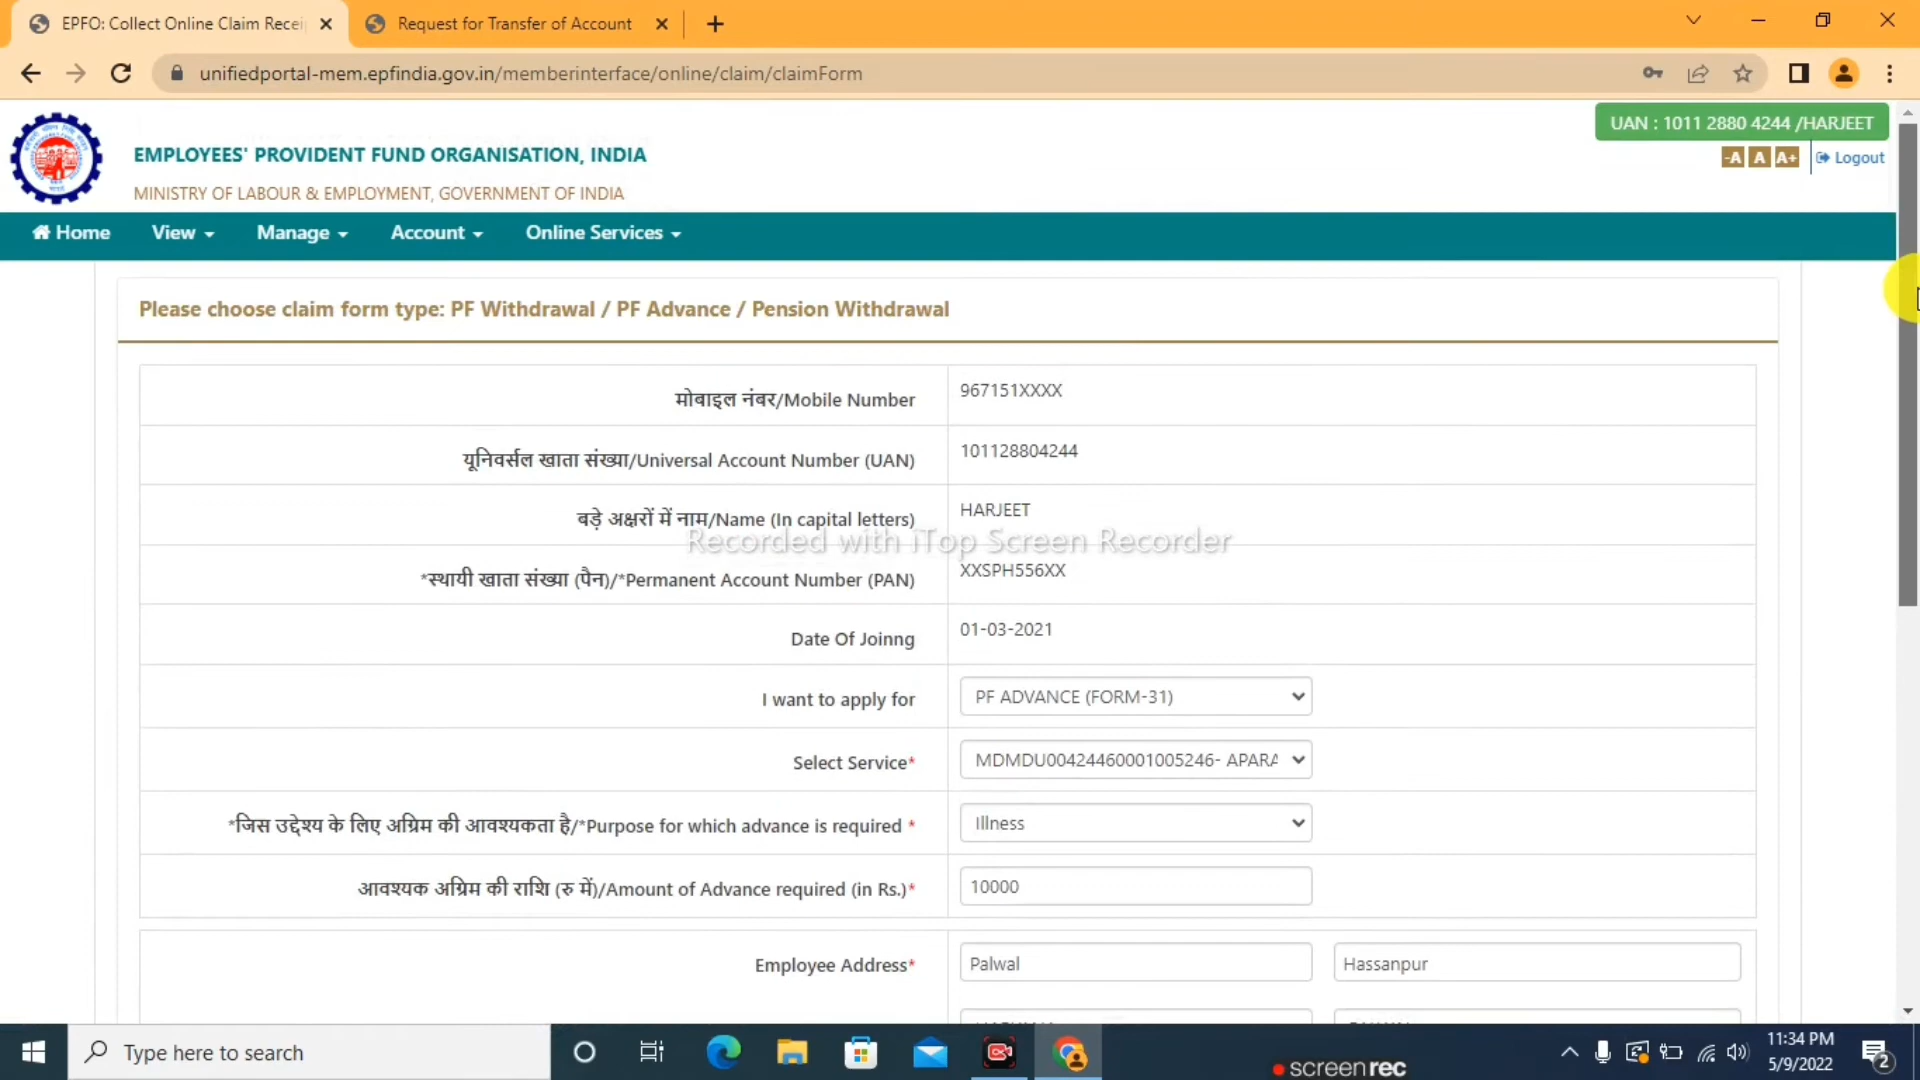 EPFO: Collect Online Claim Recei
Request for Transfer of Account
unifiedportal-mem.epfindia.gov.in/memberinterface/online/claim/claimForm
UAN : 1011 2880 4244 /HARJEET
EMPLOYEES' PROVIDENT FUND ORGANISATION, INDIA
-A A A+ Logout
MINISTRY OF LABOUR & EMPLOYMENT, GOVERNMENT OF INDIA
Home View Manage Account Online Services
Please choose claim form type: PF Withdrawal / PF Advance / Pension Withdrawal
मोबाइल नंबर/Mobile Number 967151XXXX
यूनिवर्सल खाता संख्या/Universal Account Number (UAN) 101128804244
बड़े अक्षरों में नाम/Name (In capital letters) HARJEET
Recorded with iTop Screen Recorder
*स्थायी खाता संख्या (पैन)/*Permanent Account Number (PAN) XXSPH556XX
Date Of Joinng 01-03-2021
I want to apply for PF ADVANCE (FORM-31)
Select Service* MDMDU00424460001005246- APARA
*जिस उद्देश्य के लिए अग्रिम की आवश्यकता है/*Purpose for which advance is required * Illness
आवश्यक अग्रिम की राशि (रु में)/Amount of Advance required (in Rs.)* 10000
Employee Address* Palwal Hassanpur
Type here to search
screenrec
11:34 PM
5/9/2022
2